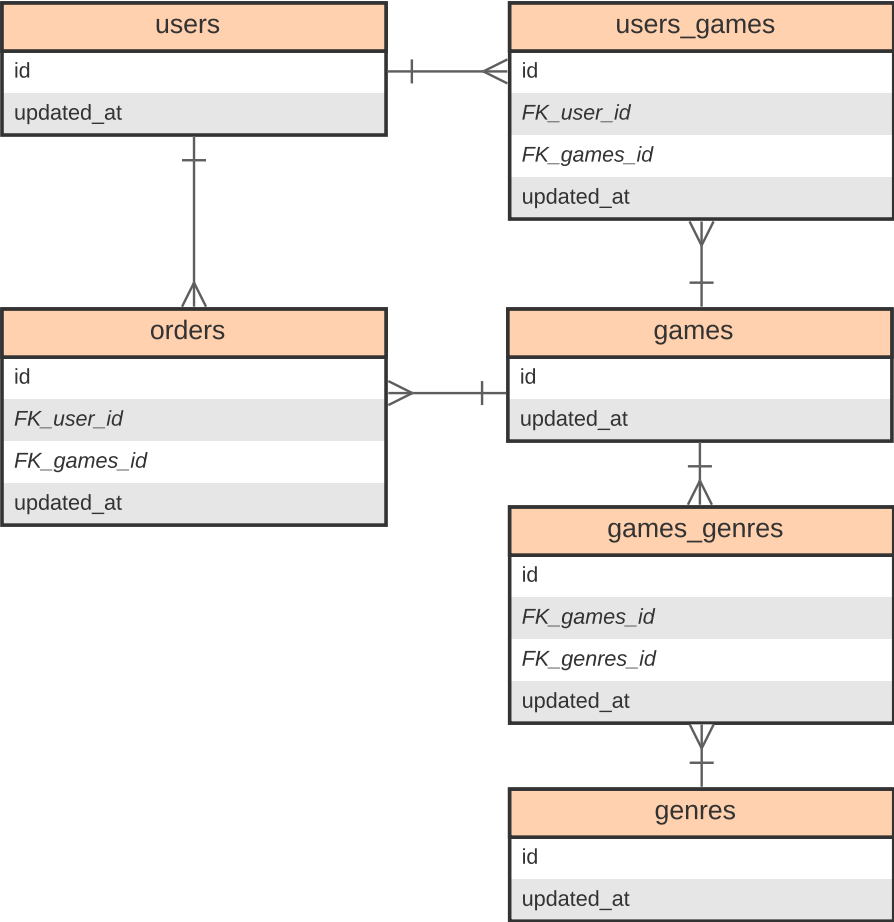 users
id
updated_at
users_games
id
FK_user_id
FK_games_id
updated_at
orders
id
FK_user_id
FK_games_id
updated_at
games
id
updated_at
games_genres
id
FK_games_id
FK_genres_id
updated_at
genres
id
updated_at